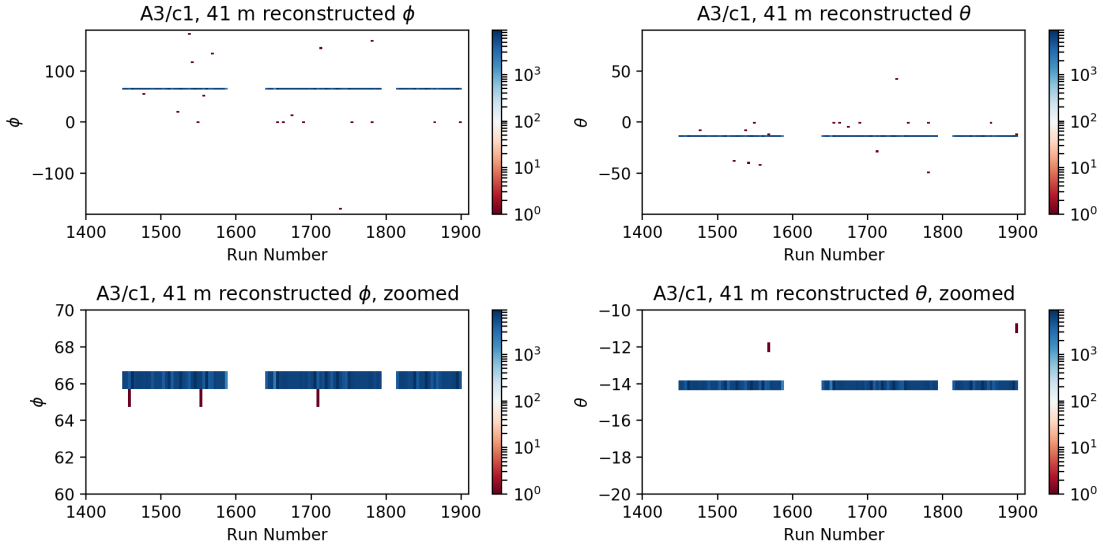 A3/c1, 41 m reconstructed ϕ
100
0
−100
ϕ
1400 1500 1600 1700 1800 1900
Run Number
10³
10²
10¹
10⁰
A3/c1, 41 m reconstructed θ
50
0
−50
θ
1400 1500 1600 1700 1800 1900
Run Number
10³
10²
10¹
10⁰
A3/c1, 41 m reconstructed ϕ, zoomed
70
68
66
64
62
60
ϕ
1400 1500 1600 1700 1800 1900
Run Number
10³
10²
10¹
10⁰
A3/c1, 41 m reconstructed θ, zoomed
−10
−12
−14
−16
−18
−20
θ
1400 1500 1600 1700 1800 1900
Run Number
10³
10²
10¹
10⁰